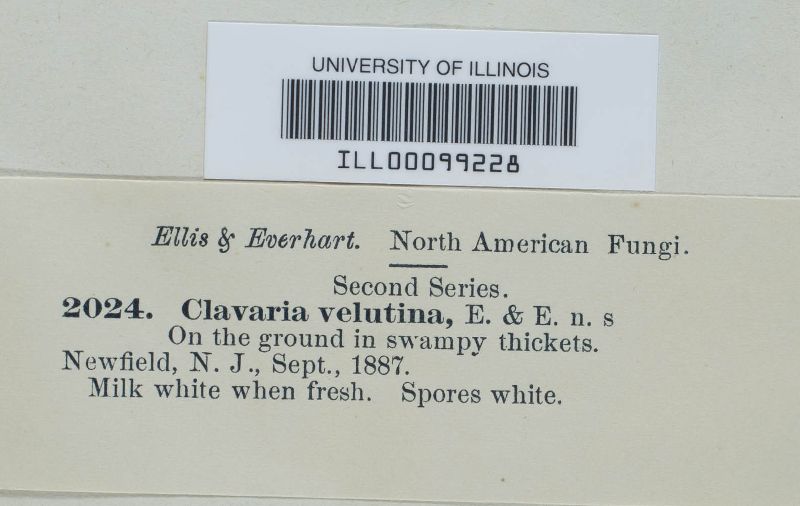 UNIVERSITY OF ILLINOIS
ILL00099228
Ellis & Everhart. North American Fungi.
Second Series.
2024. Clavaria velutina, E. & E. n. s
On the ground in swampy thickets.
Newfield, N. J., Sept., 1887.
Milk white when fresh. Spores white.